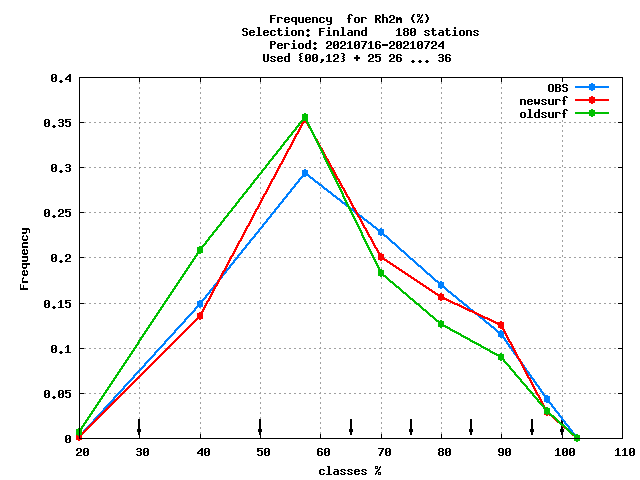 Frequency  for Rh2m (%)
Selection: Finland    180 stations
Period: 20210716-20210724
Used {00,12} + 25 26 ... 36
OBS
newsurf
oldsurf
Frequency
0.4
0.35
0.3
0.25
0.2
0.15
0.1
0.05
0
20 30 40 50 60 70 80 90 100 110
classes %